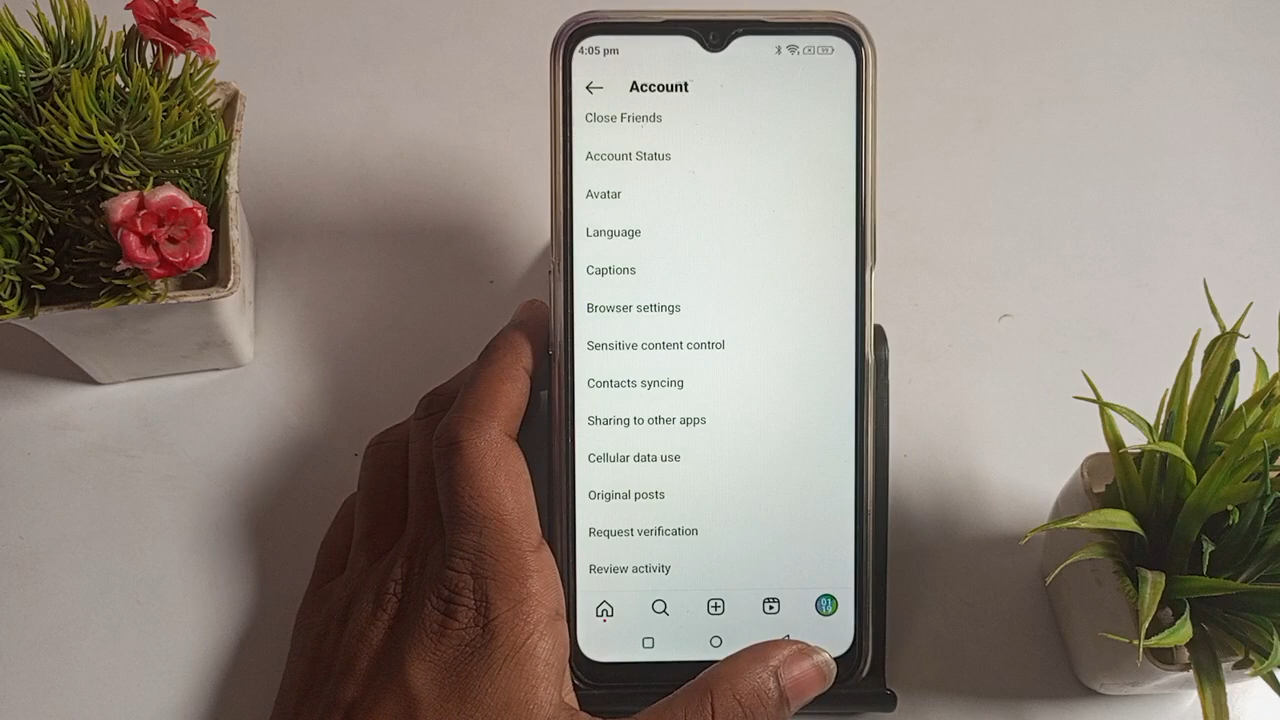 4:05 pm
Account
Close Friends
Account Status
Avatar
Language
Captions
Browser settings
Sensitive content control
Contacts syncing
Sharing to other apps
Cellular data use
Original posts
Request verification
Review activity